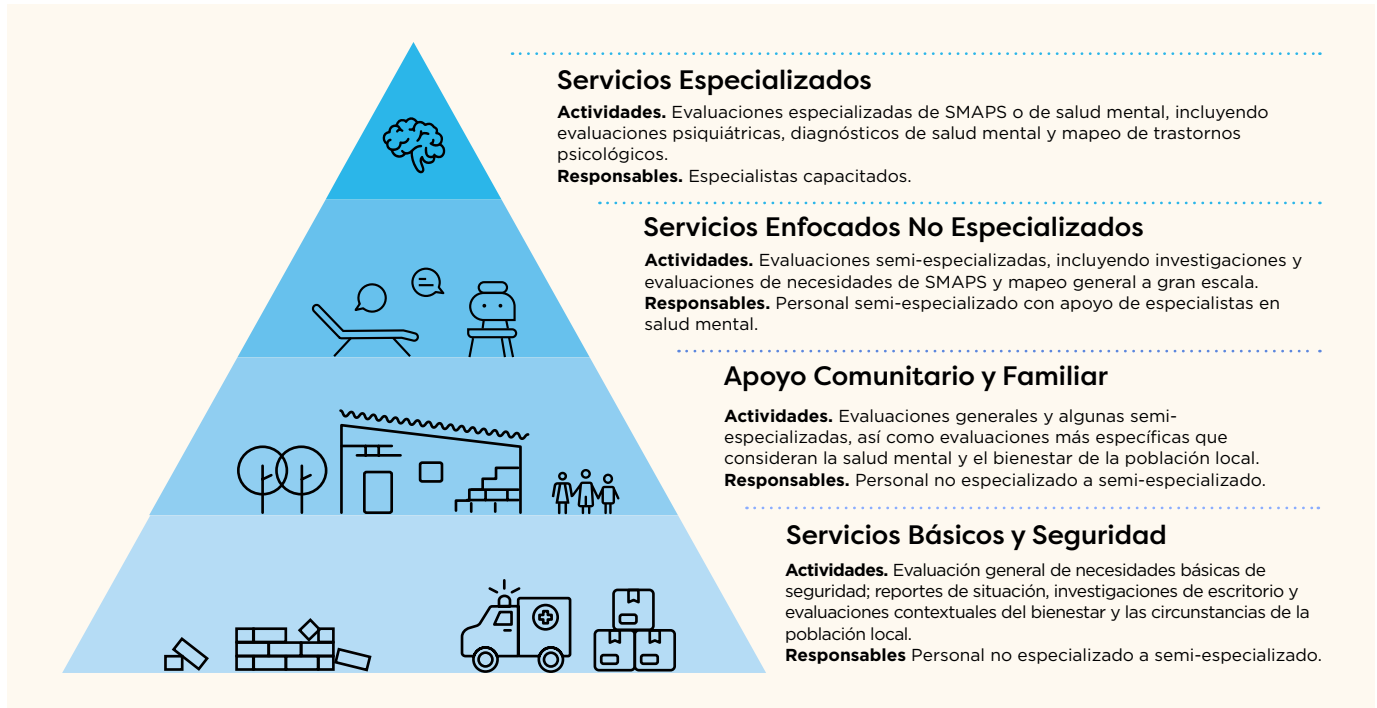 Servicios Especializados
Actividades. Evaluaciones especializadas de SMAPS o de salud mental, incluyendo
evaluaciones psiquiátricas, diagnósticos de salud mental y mapeo de trastornos
psicológicos.
Responsables. Especialistas capacitados.
Servicios Enfocados No Especializados
Actividades. Evaluaciones semi-especializadas, incluyendo investigaciones y
evaluaciones de necesidades de SMAPS y mapeo general a gran escala.
Responsables. Personal semi-especializado con apoyo de especialistas en
salud mental.
Apoyo Comunitario y Familiar
Actividades. Evaluaciones generales y algunas semi-
especializadas, así como evaluaciones más específicas que
consideran la salud mental y el bienestar de la población local.
Responsables. Personal no especializado a semi-especializado.
Servicios Básicos y Seguridad
Actividades. Evaluación general de necesidades básicas de
seguridad; reportes de situación, investigaciones de escritorio y
evaluaciones contextuales del bienestar y las circunstancias de la
población local.
Responsables Personal no especializado a semi-especializado.